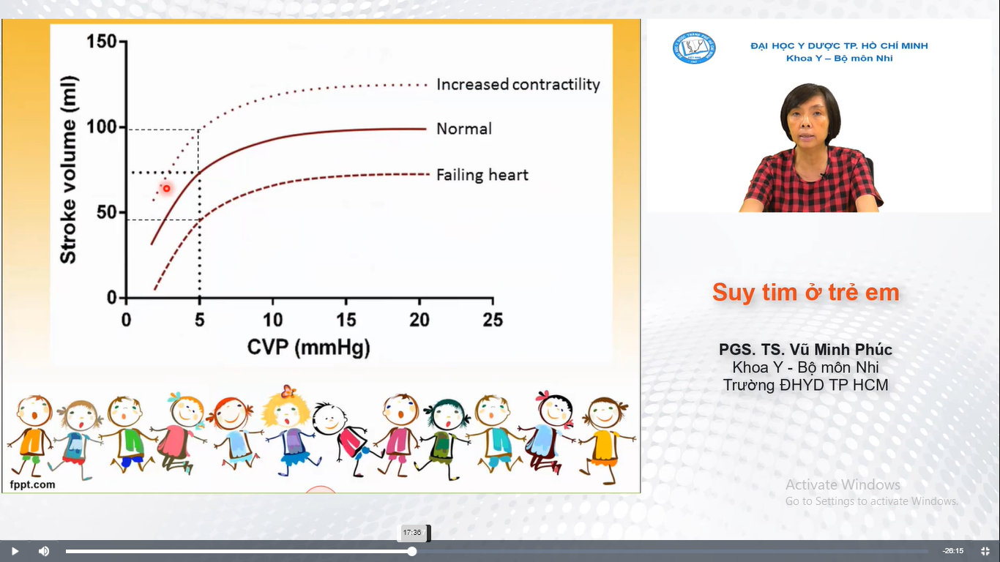 150
100
50
0
Stroke volume (ml)
Increased contractility
Normal
Failing heart
0 5 10 15 20 25
CVP (mmHg)
fppt.com
ĐẠI HỌC Y DƯỢC TP. HỒ CHÍ MINH
Khoa Y – Bộ môn Nhi
Suy tim ở trẻ em
PGS. TS. Vũ Minh Phúc
Khoa Y - Bộ môn Nhi
Trường ĐHYD TP HCM
Activate Windows
Go to Settings to activate Windows.
17:36
-26:15